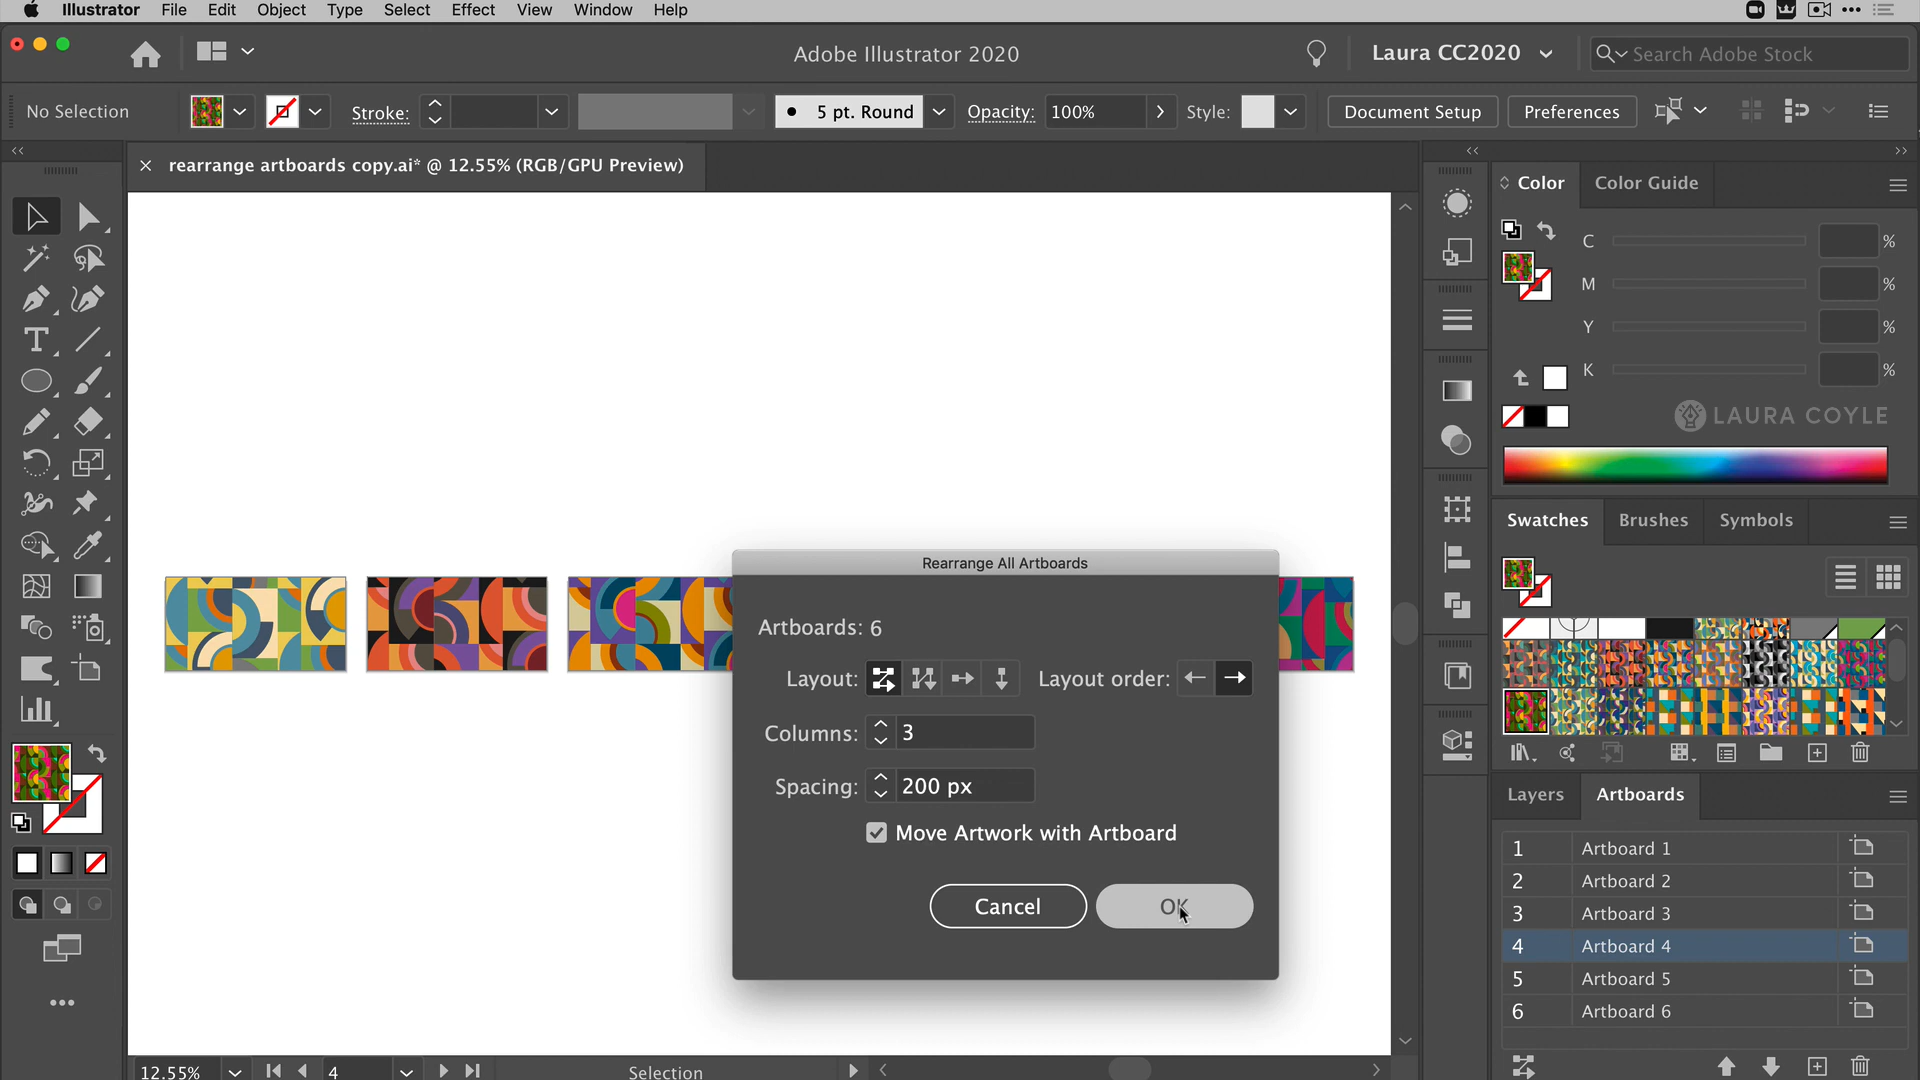 Illustrator File Edit Object Type Select Effect View Window Help
Adobe Illustrator 2020
Laura CC2020
Search Adobe Stock
No Selection
Stroke:
5 pt. Round
Opacity: 100%
Style:
Document Setup
Preferences
rearrange artboards copy.ai* @ 12.55% (RGB/GPU Preview)
Color
Color Guide
C %
M %
Y %
K %
LAURA COYLE
Swatches
Brushes
Symbols
Rearrange All Artboards
Artboards: 6
Layout:
Layout order:
Columns: 3
Spacing: 200 px
Move Artwork with Artboard
Cancel
OK
Layers
Artboards
1 Artboard 1
2 Artboard 2
3 Artboard 3
4 Artboard 4
5 Artboard 5
6 Artboard 6
12.55%
4
Selection